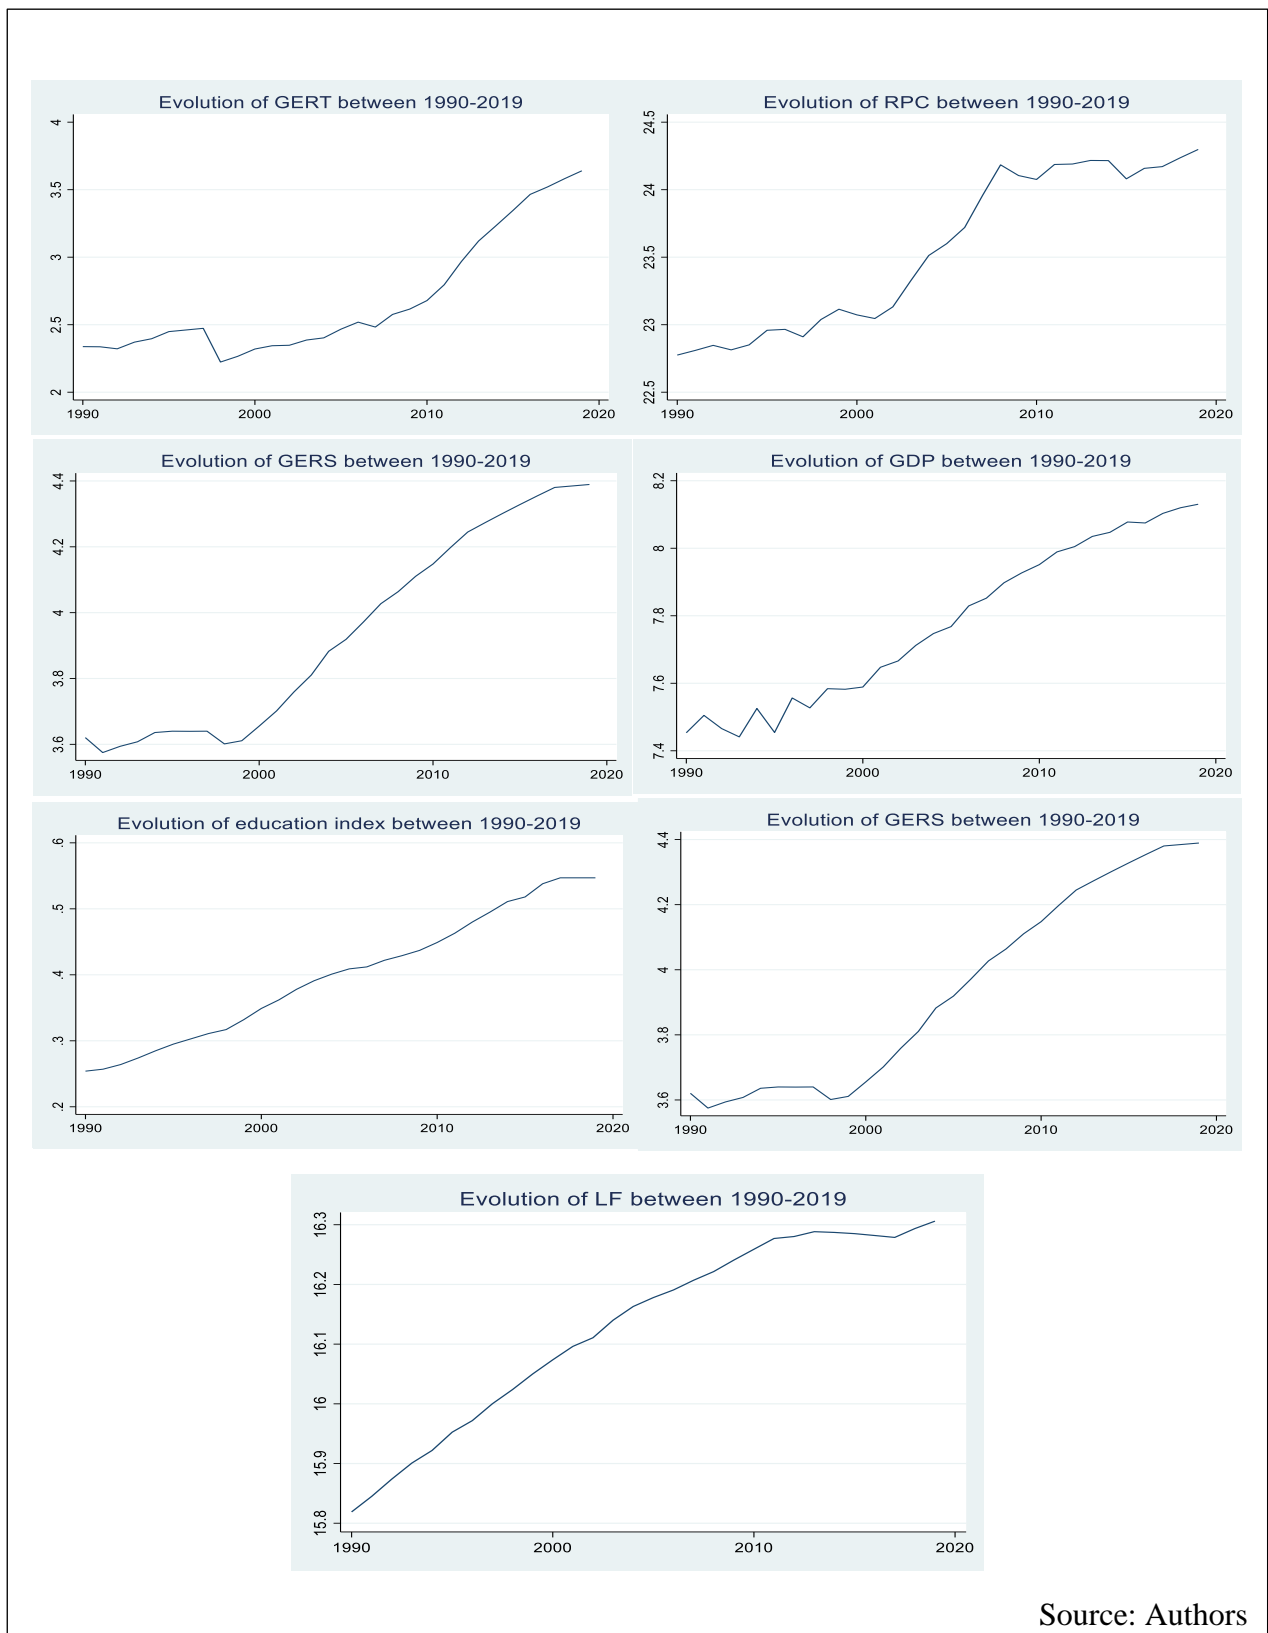 Evolution of GERT between 1990-2019
4
3.5
3
2.5
2
1990 2000 2010 2020
Evolution of RPC between 1990-2019
24.5
24
23.5
23
22.5
1990 2000 2010 2020
Evolution of GERS between 1990-2019
4.4
4.2
4
3.8
3.6
1990 2000 2010 2020
Evolution of GDP between 1990-2019
8.2
8
7.8
7.6
7.4
1990 2000 2010 2020
Evolution of education index between 1990-2019
.6
.5
.4
.3
.2
1990 2000 2010 2020
Evolution of GERS between 1990-2019
4.4
4.2
4
3.8
3.6
1990 2000 2010 2020
Evolution of LF between 1990-2019
16.3
16.2
16.1
16
15.9
15.8
1990 2000 2010 2020
Source: Authors